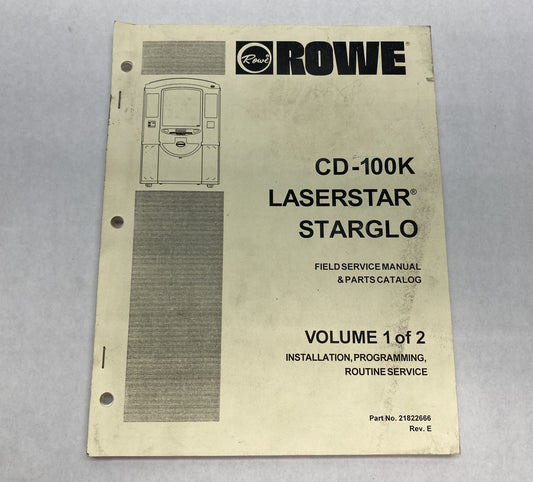 Rowe ROWE®
CD-100K
LASERSTAR®
STARGLO
FIELD SERVICE MANUAL
& PARTS CATALOG
VOLUME 1 of 2
INSTALLATION, PROGRAMMING,
ROUTINE SERVICE
Part No. 21822666
Rev. E